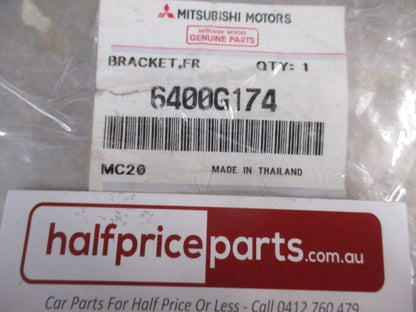 MITSUBISHI MOTORS
MITSUBISHI MOTORS
GENUINE PARTS
BRACKET,FR QTY: 1
6400G174
MC20 MADE IN THAILAND
halfpriceparts.com.au
Car Parts For Half Price Or Less - Call 0412 760 479